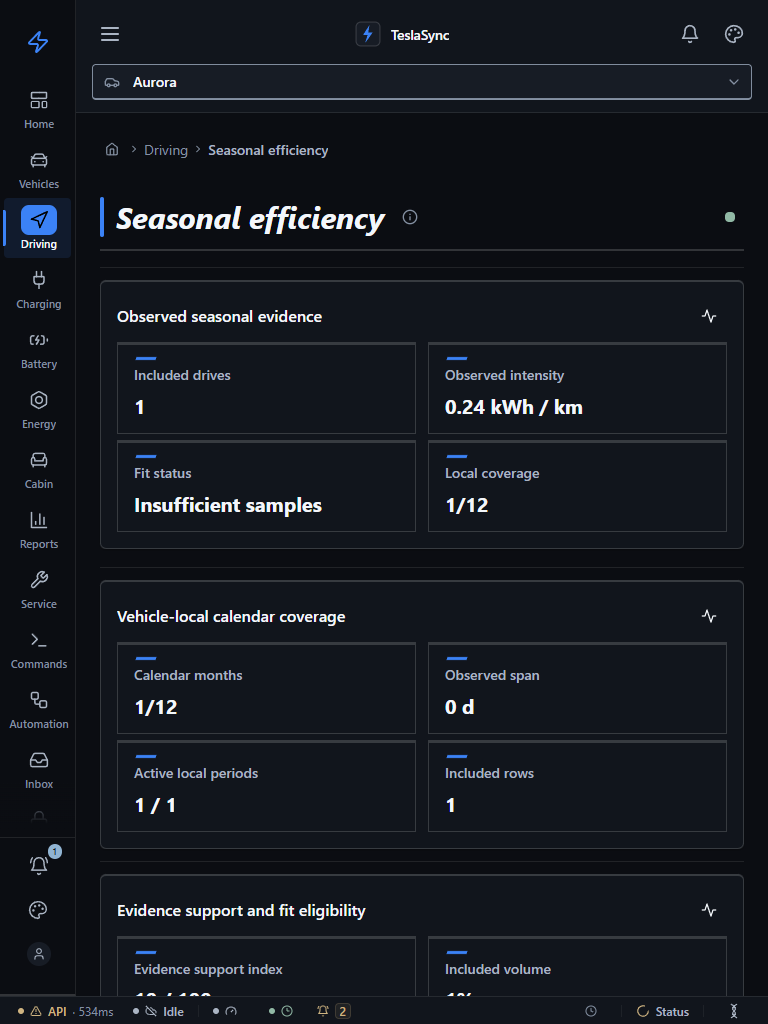 TeslaSync
Aurora
Home
Vehicles
Driving
Charging
Battery
Energy
Cabin
Reports
Service
Commands
Automation
Inbox
1
Driving
Seasonal efficiency
Seasonal efficiency
Observed seasonal evidence
Included drives
1
Observed intensity
0.24 kWh / km
Fit status
Insufficient samples
Local coverage
1/12
Vehicle-local calendar coverage
Calendar months
1/12
Observed span
0 d
Active local periods
1 / 1
Included rows
1
Evidence support and fit eligibility
Evidence support index
Included volume
API · 534ms
Idle
2
Status